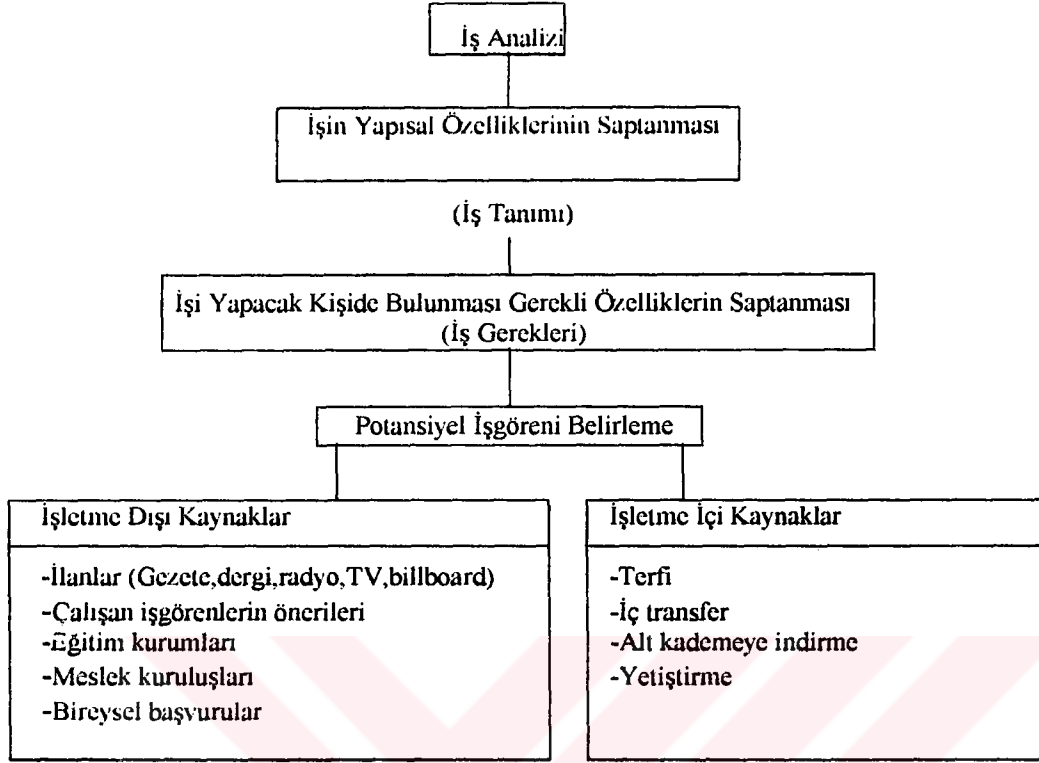 İş Analizi
İşin Yapısal Özelliklerinin Saptanması
(İş Tanımı)
İşi Yapacak Kişide Bulunması Gerekli Özelliklerin Saptanması
(İş Gerekleri)
Potansiyel İşgöreni Belirleme
İşletme Dışı Kaynaklar
-İlanlar (Gezete,dergi,radyo,TV,billboard)
-Çalışan işgörenlerin önerileri
-Eğitim kurumları
-Meslek kuruluşları
-Bireysel başvurular
İşletme İçi Kaynaklar
-Terfi
-İç transfer
-Alt kademeye indirme
-Yetiştirme